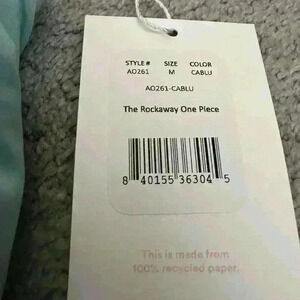 STYLE # SIZE COLOR
AO261 M CABLU
AO261-CABLU
The Rockaway One Piece
8 40155 36304 5
This is made from
100% recycled paper.